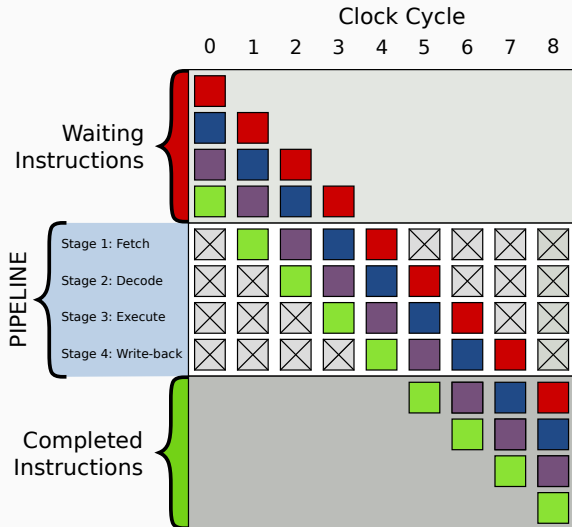 Clock Cycle
0 1 2 3 4 5 6 7 8
Waiting
Instructions
PIPELINE
Stage 1: Fetch
Stage 2: Decode
Stage 3: Execute
Stage 4: Write-back
Completed
Instructions